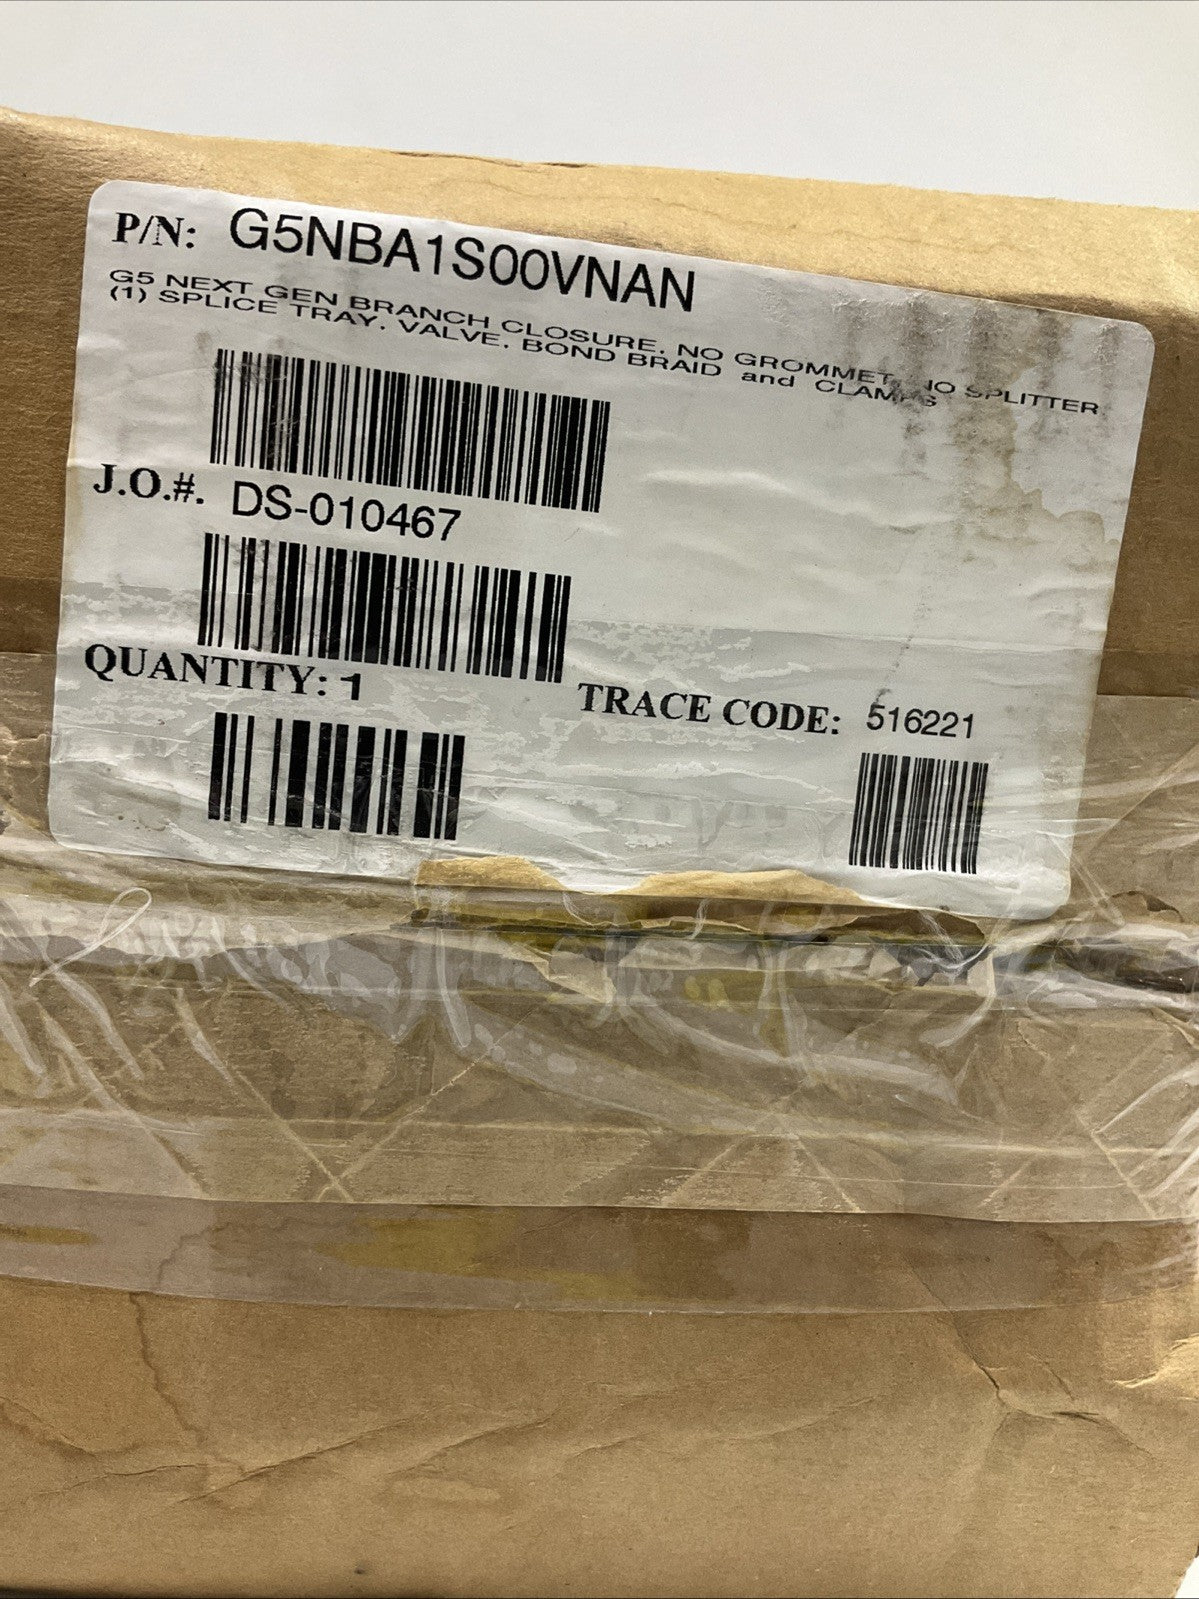 P/N: G5NBA1S00VNAN
G5 NEXT GEN BRANCH CLOSURE, NO GROMMET, NO SPLITTER
(1) SPLICE TRAY, VALVE, BOND BRAID and CLAMPS
J.O.#. DS-010467
QUANTITY: 1
TRACE CODE: 516221